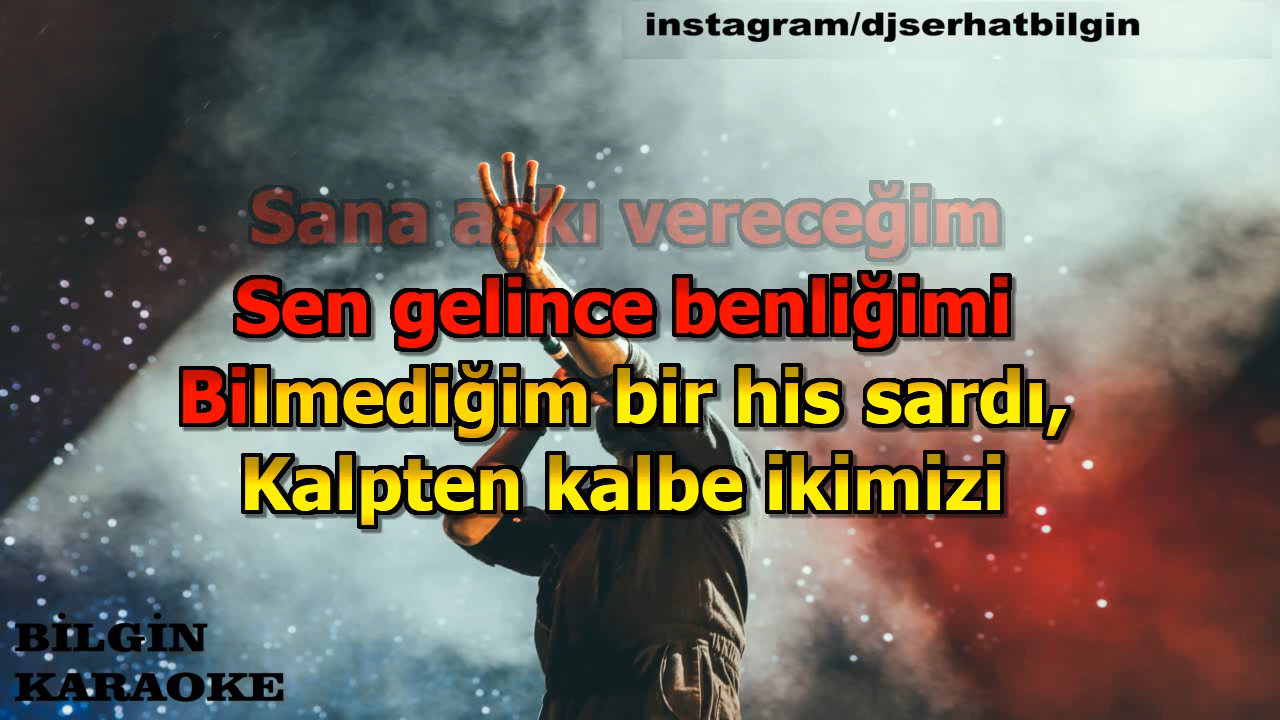 instagram/djserhatbilgin
Sana aşkı vereceğim
Sen gelince benliğimi
Bilmediğim bir his sardı,
Kalpten kalbe ikimizi
BİLGİN
KARAOKE